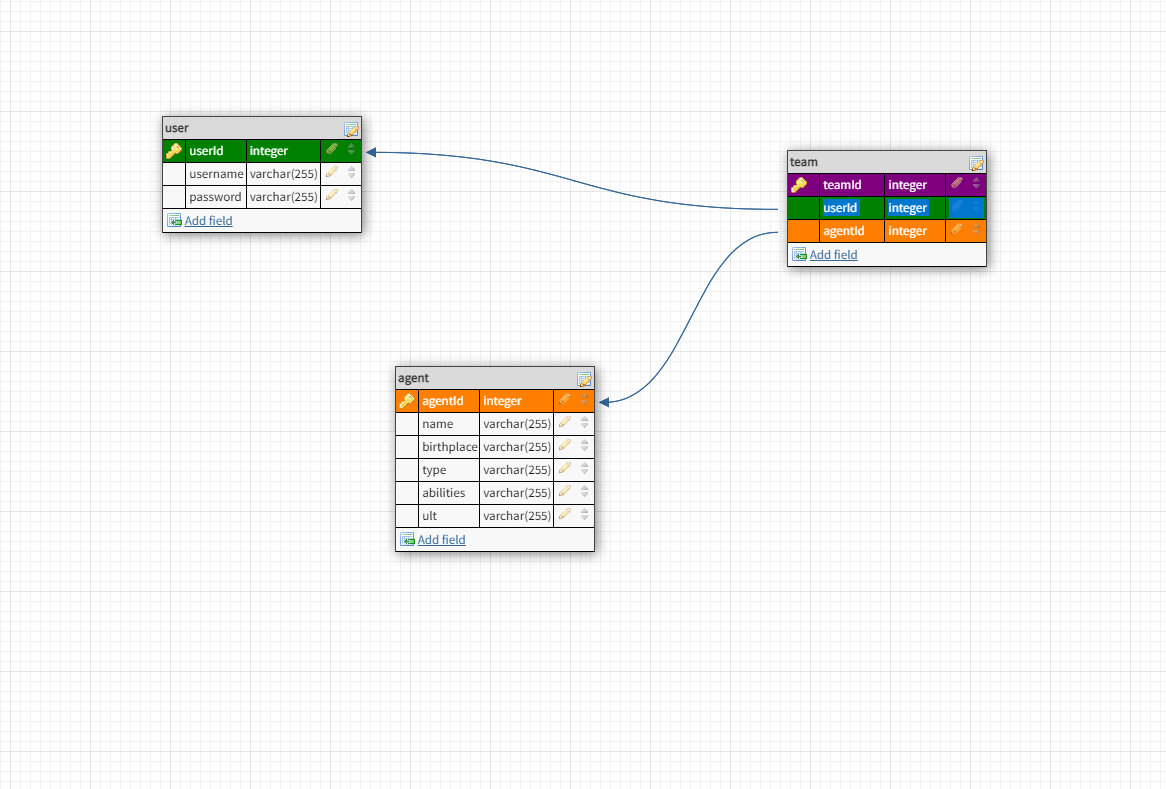 user
userId integer
username varchar(255)
password varchar(255)
Add field
team
teamId integer
userId integer
agentId integer
Add field
agent
agentId integer
name varchar(255)
birthplace varchar(255)
type varchar(255)
abilities varchar(255)
ult varchar(255)
Add field